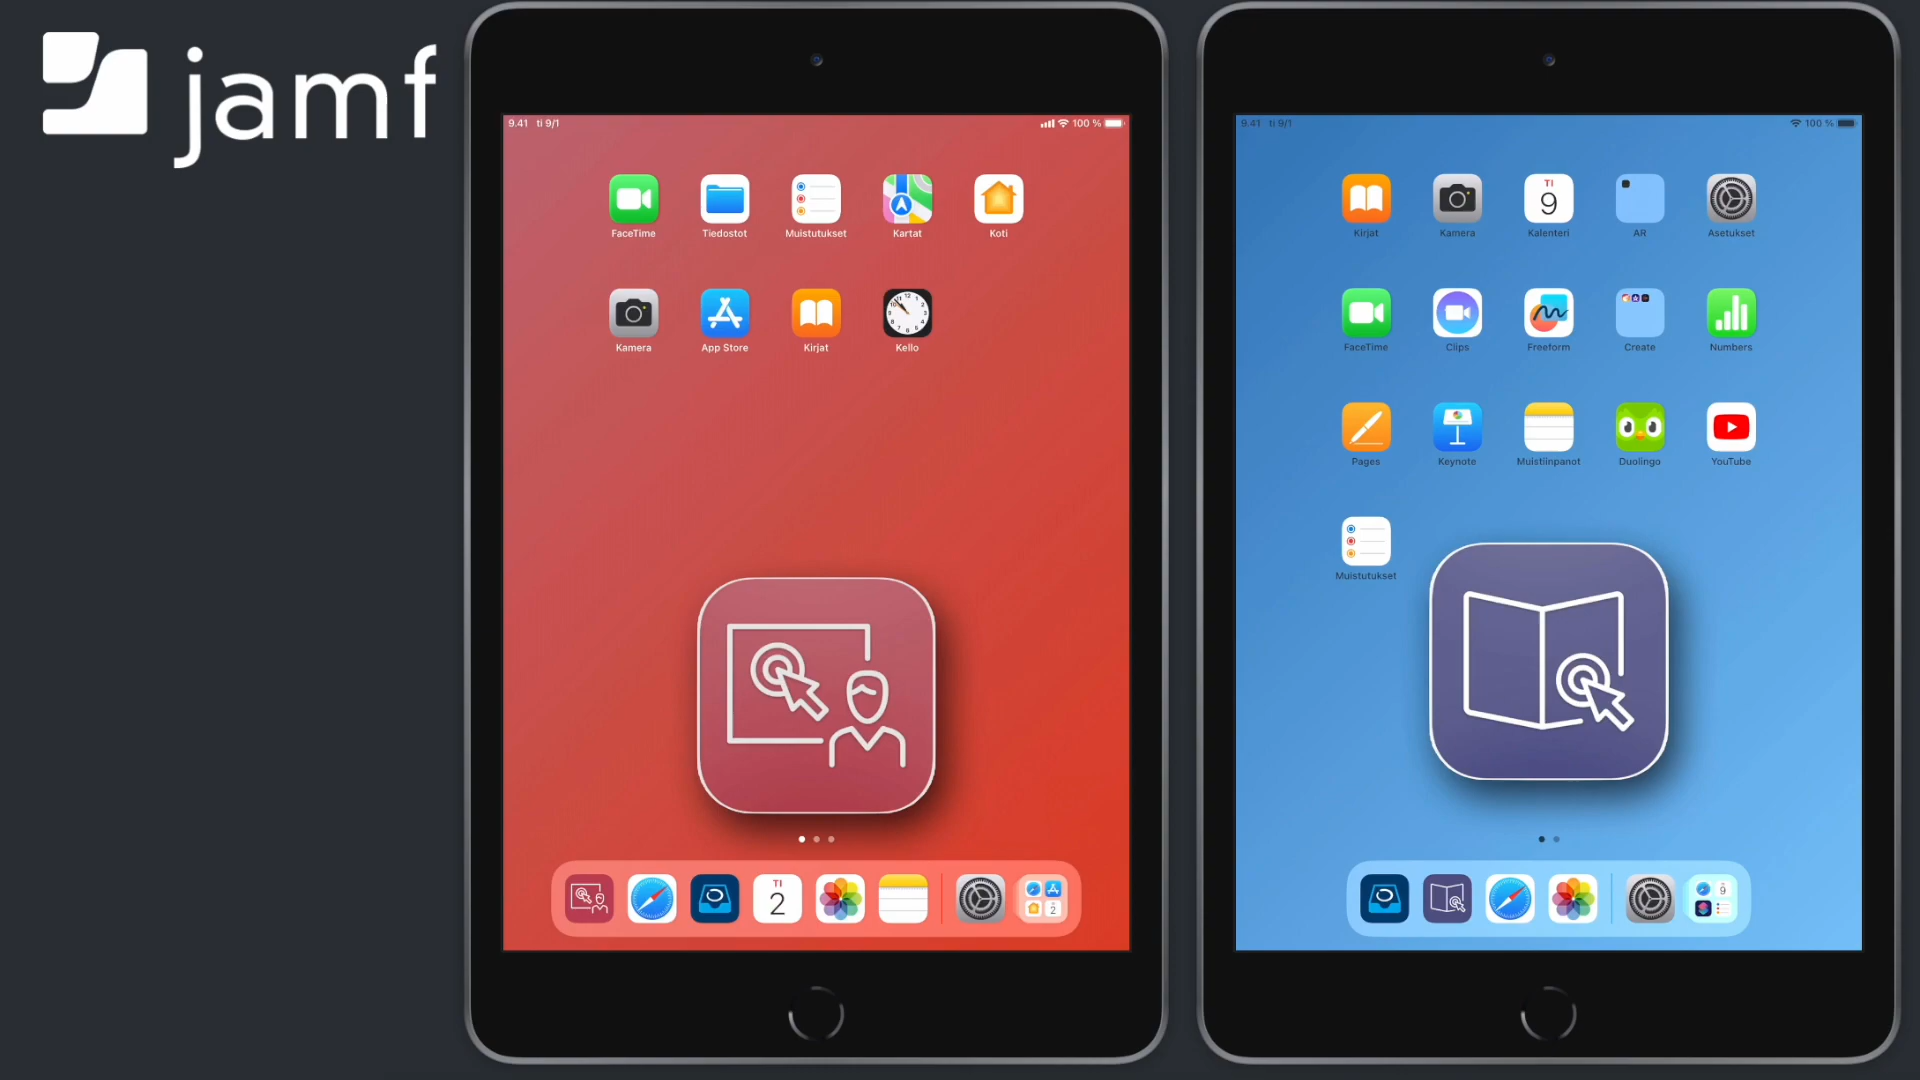 jamf
9.41 ti 9/1
100 %
FaceTime Tiedostot Muistutukset Kartat Koti
Kamera App Store Kirjat Kello
TI
2
2
9.41 ti 9/1
100 %
TI
9
Kirjat Kamera Kalenteri AR Asetukset
FaceTime Clips Freeform Create Numbers
Pages Keynote Muistiinpanot Duolingo YouTube
Muistutukset
9